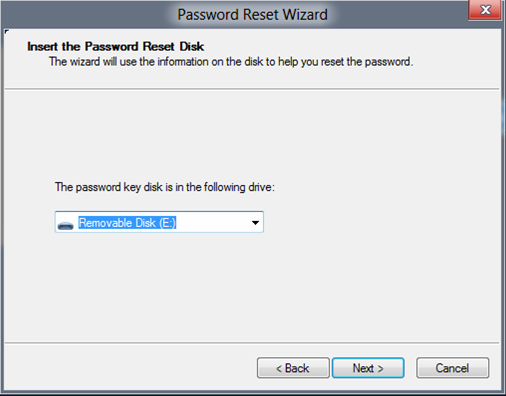 Password Reset Wizard
Insert the Password Reset Disk
The wizard will use the information on the disk to help you reset the password.
The password key disk is in the following drive:
Removable Disk (E:)
< Back Next > Cancel